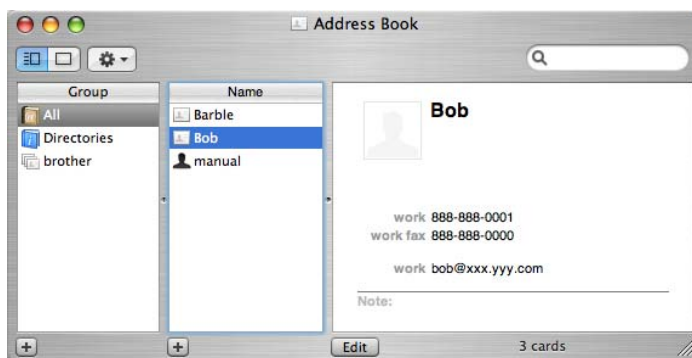 Address Book
Group
All
Directories
brother
Name
Barble
Bob
manual
Bob
work 888-888-0001
work fax 888-888-0000
work bob@xxx.yyy.com
Note:
Edit
3 cards